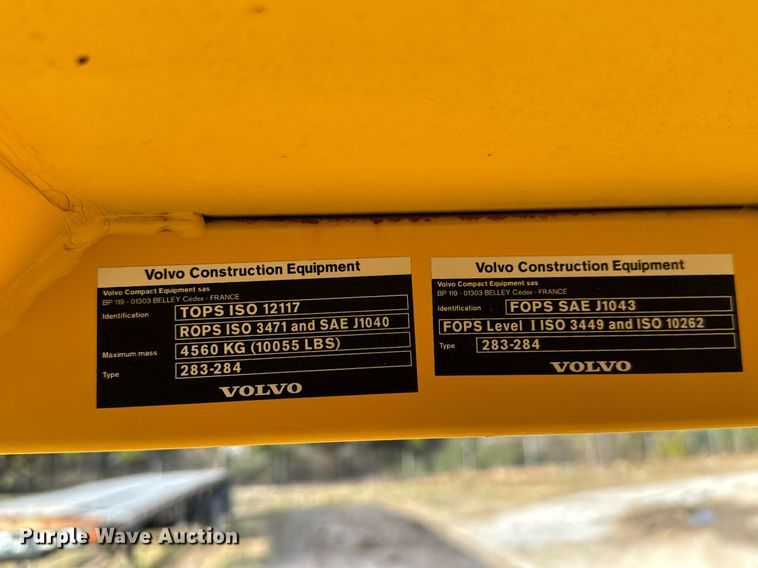 Volvo Construction Equipment
Volvo Compact Equipment sas
BP 119 - 01303 BELLEY Cédex - FRANCE
Identification TOPS ISO 12117
ROPS ISO 3471 and SAE J1040
Maximum mass 4560 KG (10055 LBS)
Type 283-284
VOLVO
Volvo Construction Equipment
Volvo Compact Equipment sas
BP 119 - 01303 BELLEY Cédex - FRANCE
Identification FOPS SAE J1043
FOPS Level I ISO 3449 and ISO 10262
Type 283-284
VOLVO
Purple Wave Auction